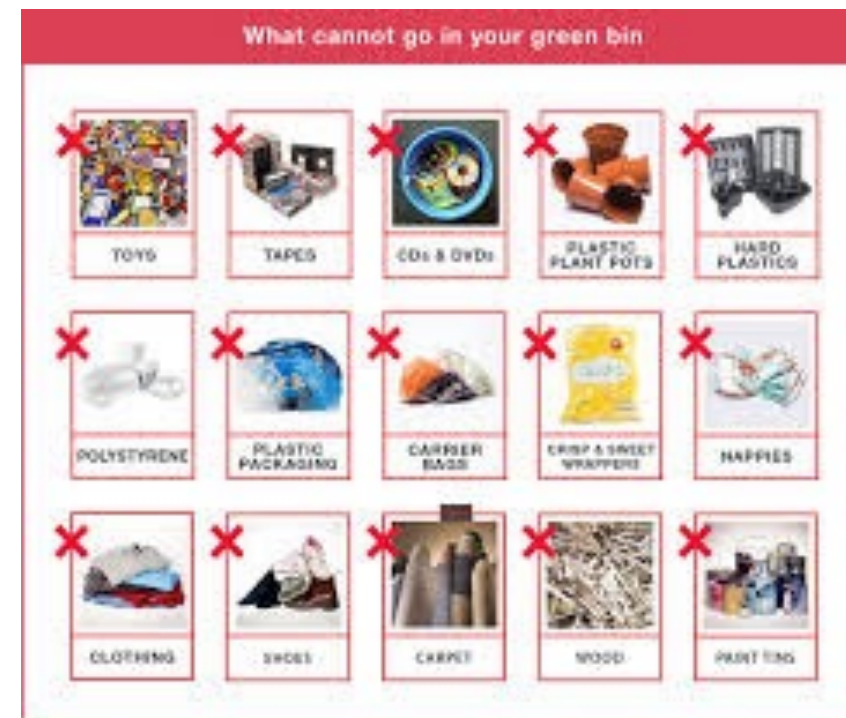 What cannot go in your green bin
TOYS
TAPES
CDs & DVDs
PLASTIC
PLANT POTS
HARD
PLASTICS
POLYSTYRENE
PLASTIC
PACKAGING
CARRIER
BAGS
CRISP & SWEET
WRAPPERS
NAPPIES
CLOTHING
SHOES
CARPET
WOOD
PAINT TINS